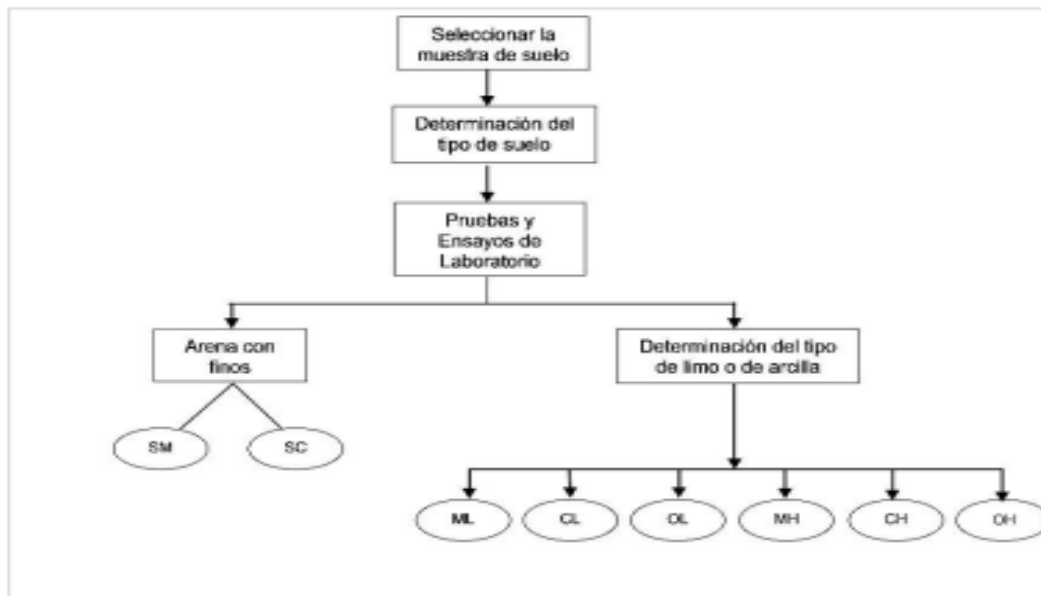 Seleccionar la
muestra de suelo
Determinación del
tipo de suelo
Pruebas y
Ensayos de
Laboratorio
Arena con
finos
Determinación del tipo
de limo o de arcilla
SM
SC
ML
CL
OL
MH
CH
OH